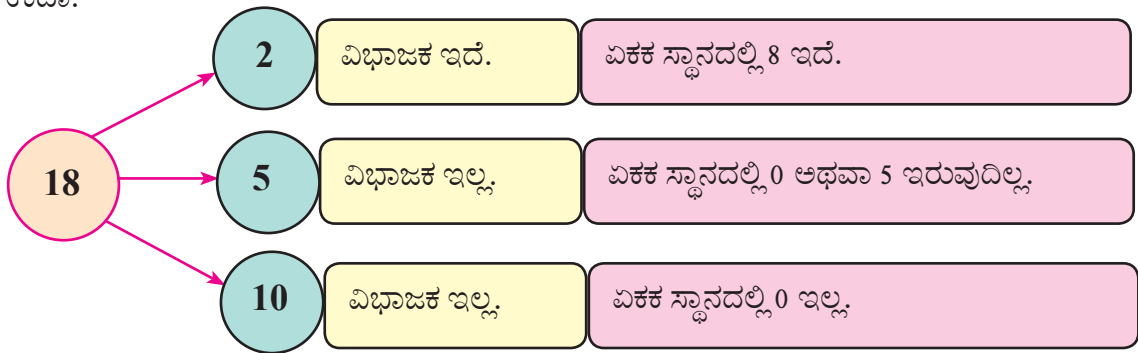 ಉದಾ.
2 ವಿಭಾಜಕ ಇದೆ. ಏಕಕ ಸ್ಥಾನದಲ್ಲಿ 8 ಇದೆ.
18 5 ವಿಭಾಜಕ ಇಲ್ಲ. ಏಕಕ ಸ್ಥಾನದಲ್ಲಿ 0 ಅಥವಾ 5 ಇರುವುದಿಲ್ಲ.
10 ವಿಭಾಜಕ ಇಲ್ಲ. ಏಕಕ ಸ್ಥಾನದಲ್ಲಿ 0 ಇಲ್ಲ.